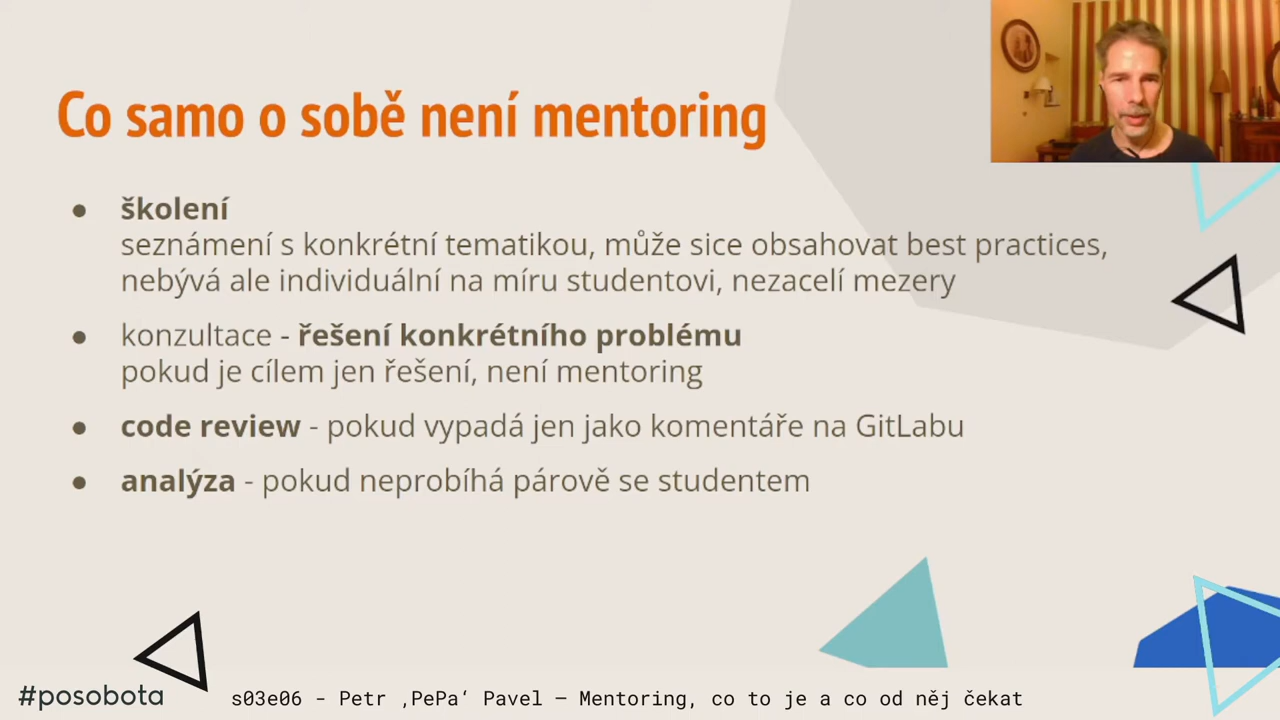 Co samo o sobě není mentoring
● školení
seznámení s konkrétní tematikou, může sice obsahovat best practices,
nebývá ale individuální na míru studentovi, nezacelí mezery
● konzultace - řešení konkrétního problému
pokud je cílem jen řešení, není mentoring
● code review - pokud vypadá jen jako komentáře na GitLabu
● analýza - pokud neprobíhá párově se studentem
#posobota
s03e06 - Petr ‚PePa‘ Pavel – Mentoring, co to je a co od něj čekat